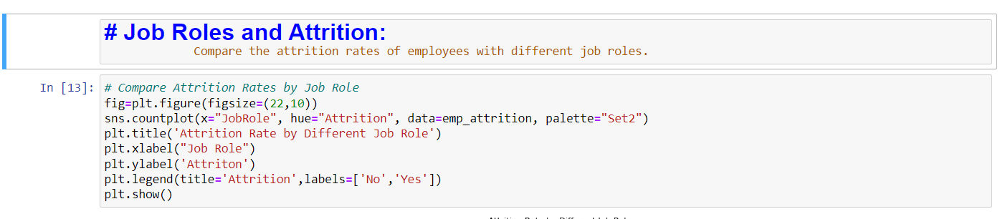 # Job Roles and Attrition:
Compare the attrition rates of employees with different job roles.
In [13]: # Compare Attrition Rates by Job Role
fig=plt.figure(figsize=(22,10))
sns.countplot(x="JobRole", hue="Attrition", data=emp_attrition, palette="Set2")
plt.title('Attrition Rate by Different Job Role')
plt.xlabel("Job Role")
plt.ylabel('Attriton')
plt.legend(title='Attrition',labels=['No','Yes'])
plt.show()